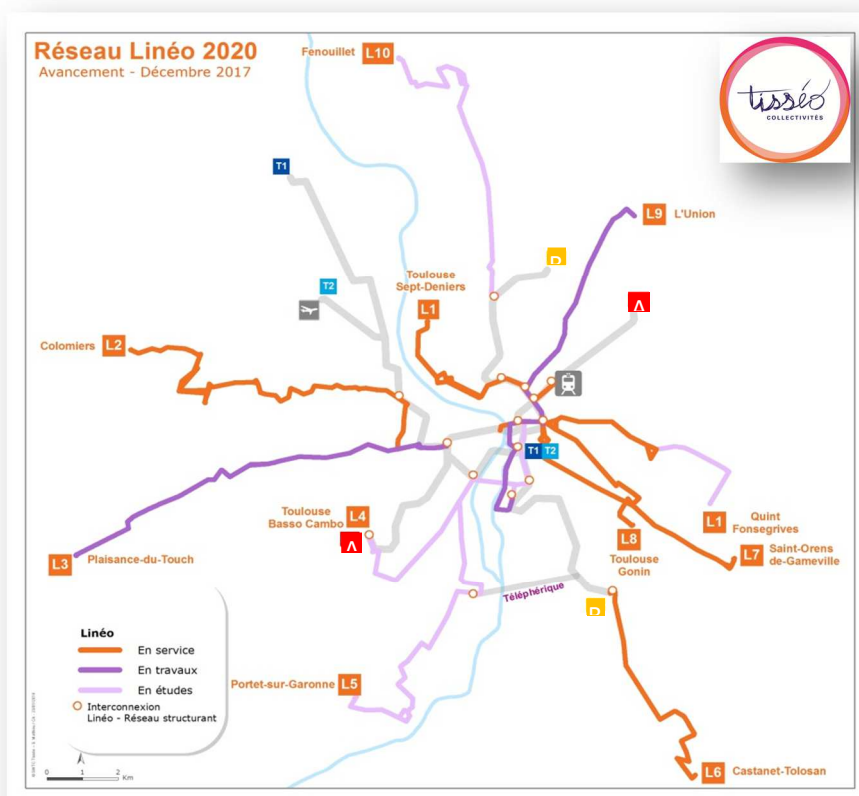 Réseau Linéo 2020
Avancement - Décembre 2017
tisséo
COLLECTIVITÉS
Fenouillet L10
T1
L9 L'Union
T2
Toulouse
Sept-Deniers
L1
Colomiers L2
T1 T2
Toulouse
Basso Cambo
L4
L1 Quint
Fonsegrives
L8
Toulouse
Gonin
L7 Saint-Orens
de-Gameville
L3 Plaisance-du-Touch
Téléphérique
Portet-sur-Garonne L5
L6 Castanet-Tolosan
Linéo
En service
En travaux
En études
Interconnexion
Linéo - Réseau structurant
0 1 2 Km